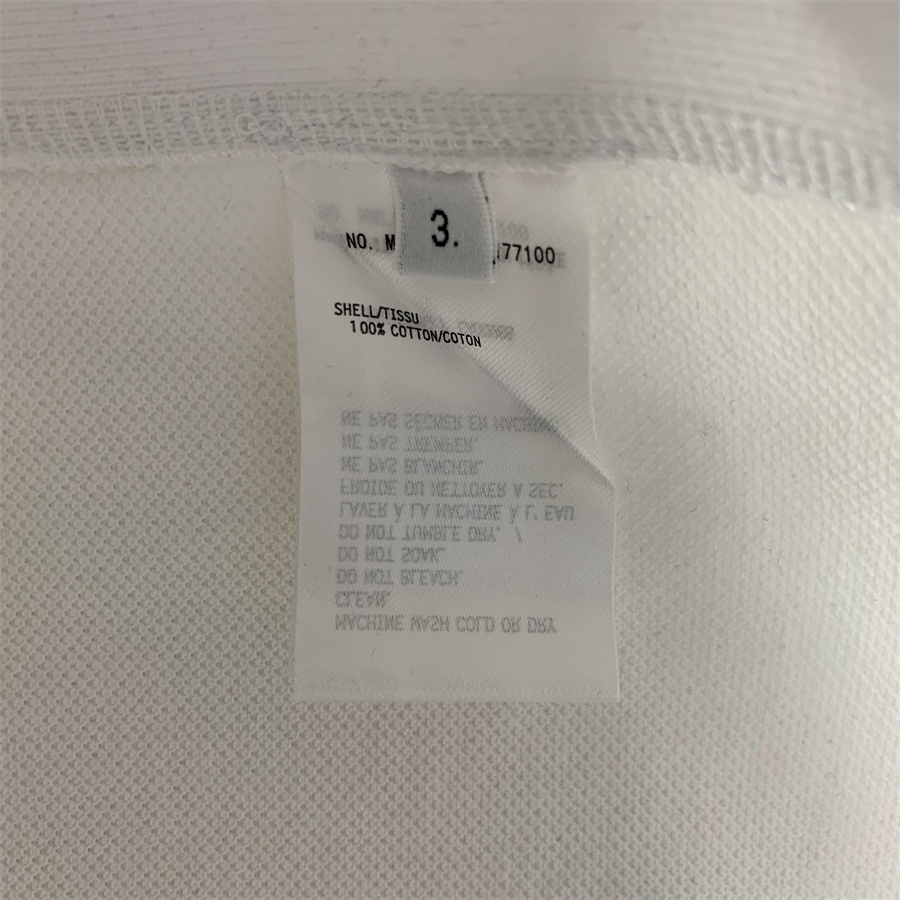 3.
NO. M 77100
SHELL/TISSU
100% COTTON/COTON
NE PAS SÉCHER EN MACHINE
NE PAS TREMPER.
NE PAS BLANCHIR.
FROIDE OU NETTOYER A SEC.
LAVER À LA MACHINE À L'EAU
DO NOT TUMBLE DRY. /
DO NOT SOAK.
DO NOT BLEACH.
CLEAN.
MACHINE WASH COLD OR DRY